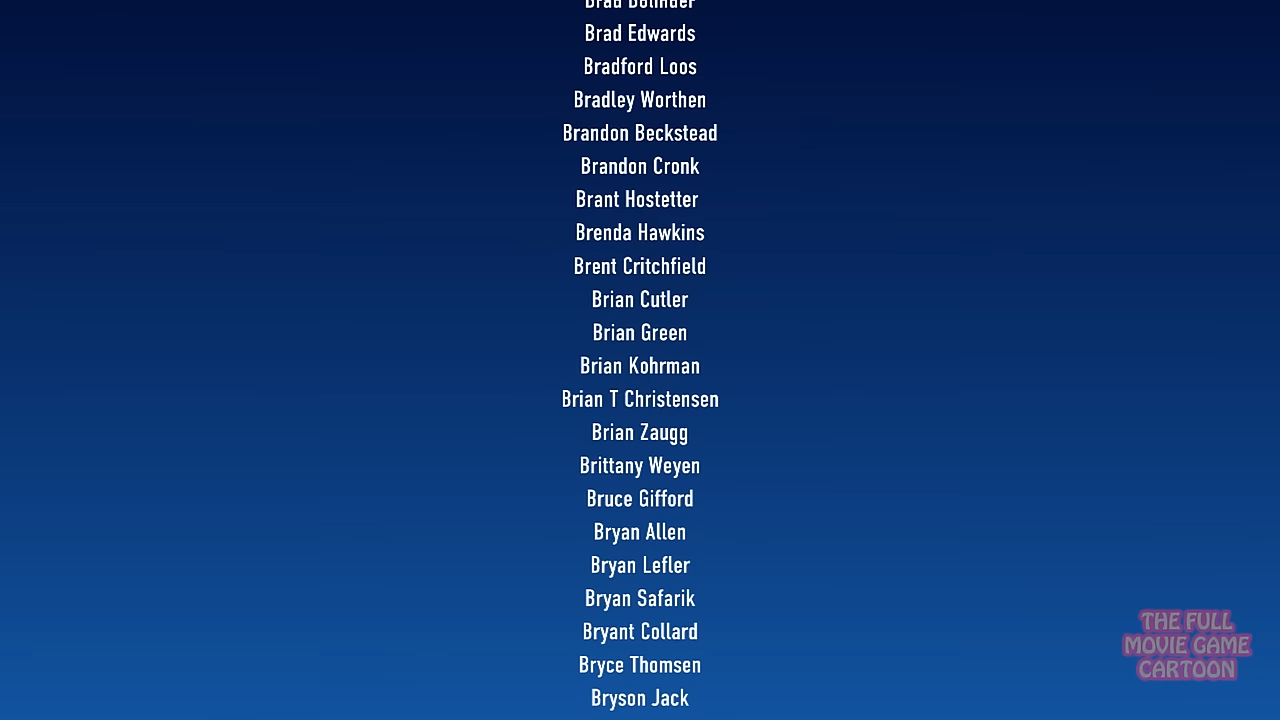 Brad Bolinder
Brad Edwards
Bradford Loos
Bradley Worthen
Brandon Beckstead
Brandon Cronk
Brant Hostetter
Brenda Hawkins
Brent Critchfield
Brian Cutler
Brian Green
Brian Kohrman
Brian T Christensen
Brian Zaugg
Brittany Weyen
Bruce Gifford
Bryan Allen
Bryan Lefler
Bryan Safarik
Bryant Collard
Bryce Thomsen
Bryson Jack
THE FULL
MOVIE GAME
CARTOON